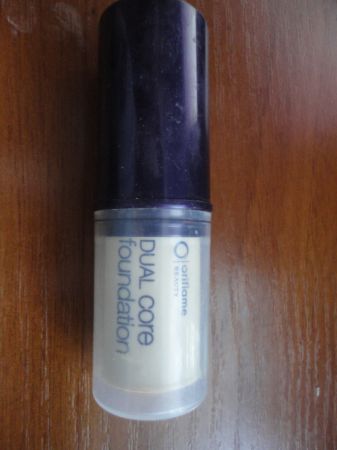 oriflame
BEAUTY
DUAL core
foundation